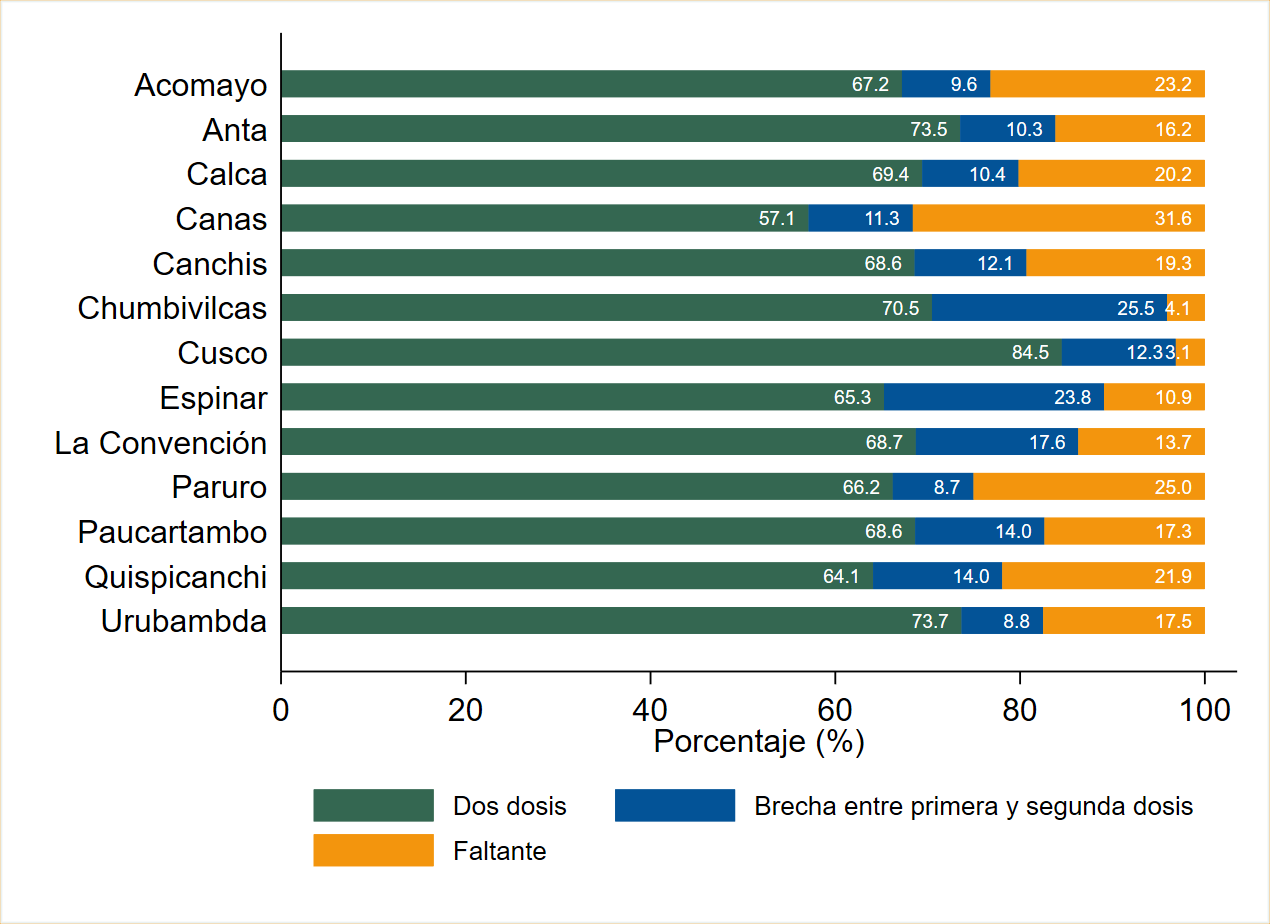 Acomayo 67.2 9.6 23.2
Anta 73.5 10.3 16.2
Calca 69.4 10.4 20.2
Canas 57.1 11.3 31.6
Canchis 68.6 12.1 19.3
Chumbivilcas 70.5 25.5 4.1
Cusco 84.5 12.3 3.1
Espinar 65.3 23.8 10.9
La Convención 68.7 17.6 13.7
Paruro 66.2 8.7 25.0
Paucartambo 68.6 14.0 17.3
Quispicanchi 64.1 14.0 21.9
Urubambda 73.7 8.8 17.5
0 20 40 60 80 100
Porcentaje (%)
Dos dosis Brecha entre primera y segunda dosis
Faltante